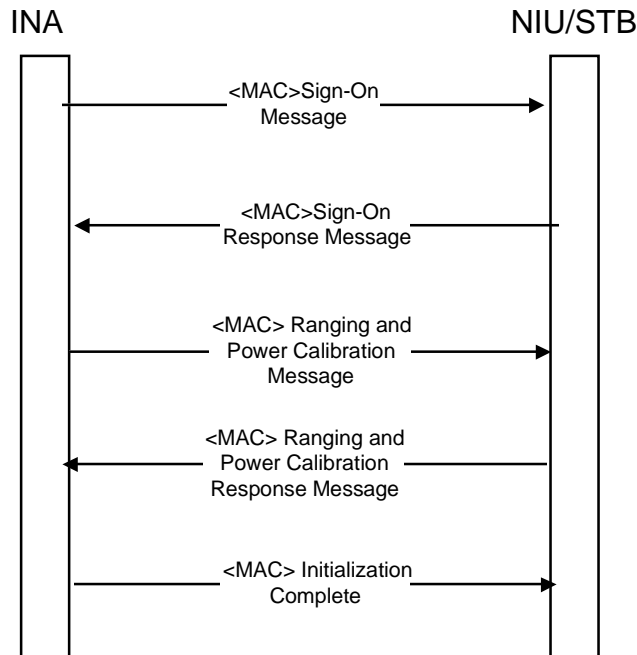 INA
NIU/STB
<MAC>Sign-On
Message
<MAC>Sign-On
Response Message
<MAC> Ranging and
Power Calibration
Message
<MAC> Ranging and
Power Calibration
Response Message
<MAC> Initialization
Complete